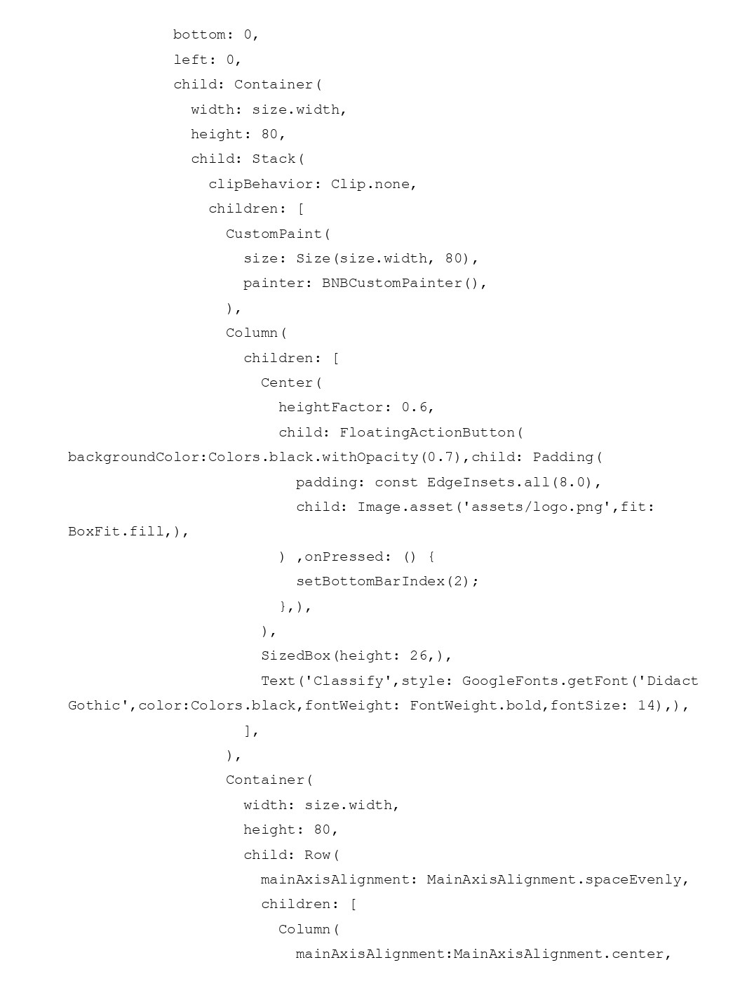 bottom: 0,
            left: 0,
            child: Container(
              width: size.width,
              height: 80,
              child: Stack(
                clipBehavior: Clip.none,
                children: [
                  CustomPaint(
                    size: Size(size.width, 80),
                    painter: BNBCustomPainter(),
                  ),
                  Column(
                    children: [
                      Center(
                        heightFactor: 0.6,
                        child: FloatingActionButton(
backgroundColor:Colors.black.withOpacity(0.7),child: Padding(
                          padding: const EdgeInsets.all(8.0),
                          child: Image.asset('assets/logo.png',fit:
BoxFit.fill,),
                        ) ,onPressed: () {
                          setBottomBarIndex(2);
                        },),
                      ),
                      SizedBox(height: 26,),
                      Text('Classify',style: GoogleFonts.getFont('Didact
Gothic',color:Colors.black,fontWeight: FontWeight.bold,fontSize: 14),),
                    ],
                  ),
                  Container(
                    width: size.width,
                    height: 80,
                    child: Row(
                      mainAxisAlignment: MainAxisAlignment.spaceEvenly,
                      children: [
                        Column(
                          mainAxisAlignment:MainAxisAlignment.center,